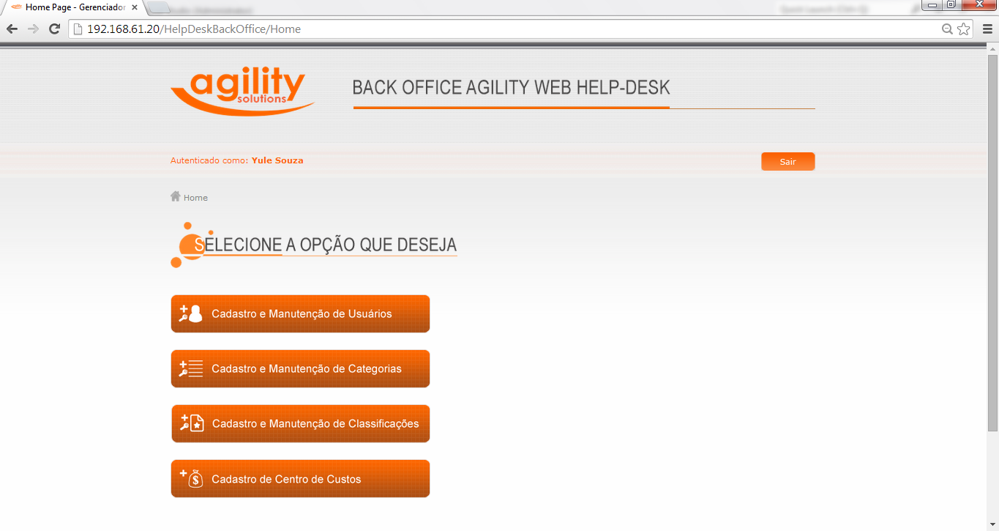 Home Page - Gerenciador
192.168.61.20/HelpDeskBackOffice/Home
agility
solutions
BACK OFFICE AGILITY WEB HELP-DESK
Autenticado como: Yule Souza
Sair
Home
SELECIONE A OPÇÃO QUE DESEJA
Cadastro e Manutenção de Usuários
Cadastro e Manutenção de Categorias
Cadastro e Manutenção de Classificações
Cadastro de Centro de Custos